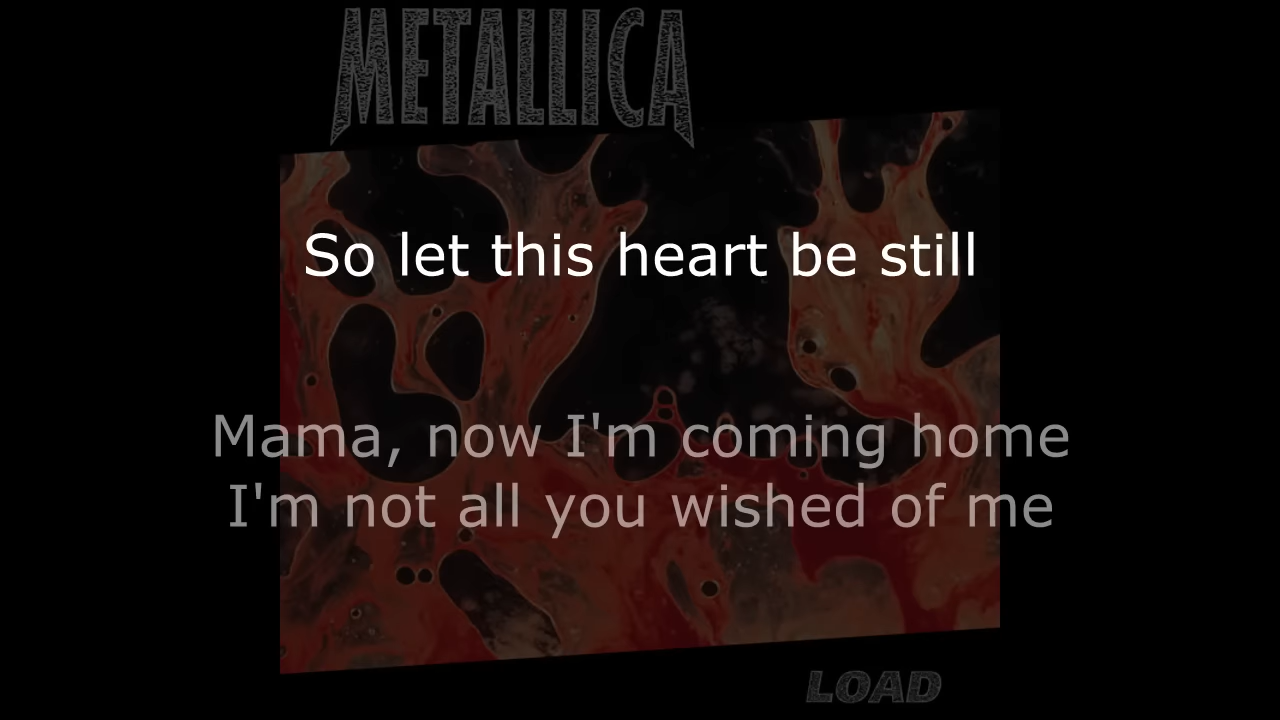 METALLICA
So let this heart be still
Mama, now I'm coming home
I'm not all you wished of me
LOAD